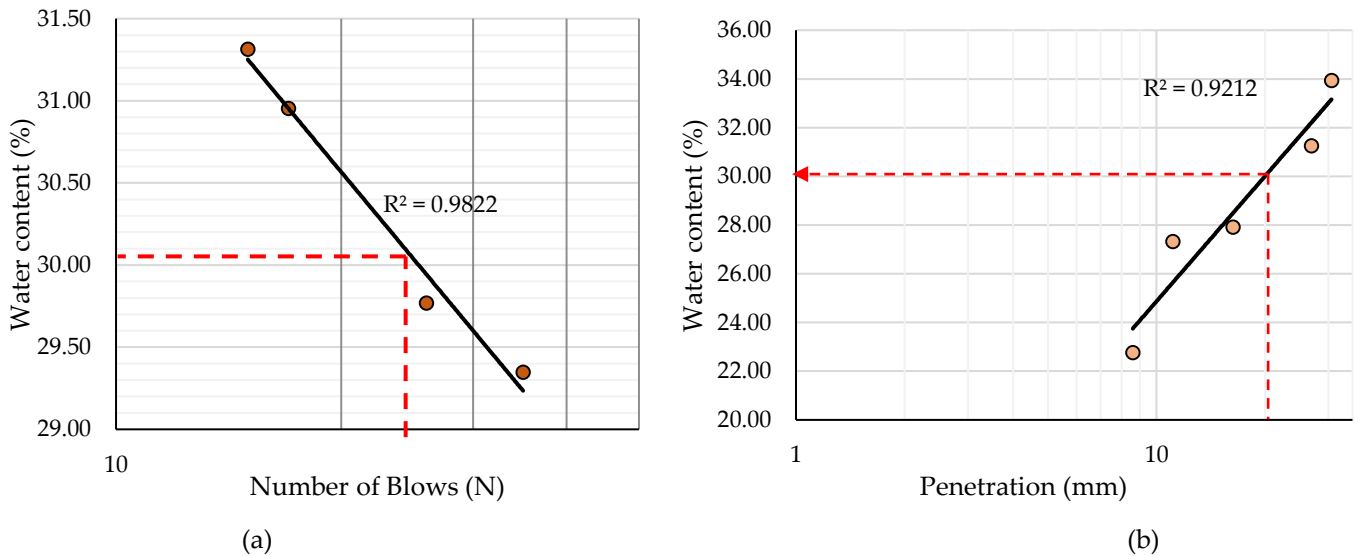 31.50
31.00
30.50
30.00
29.50
29.00
Water content (%)
R² = 0.9822
10
Number of Blows (N)
(a)
36.00
34.00
32.00
30.00
28.00
26.00
24.00
22.00
20.00
Water content (%)
R² = 0.9212
1
10
Penetration (mm)
(b)